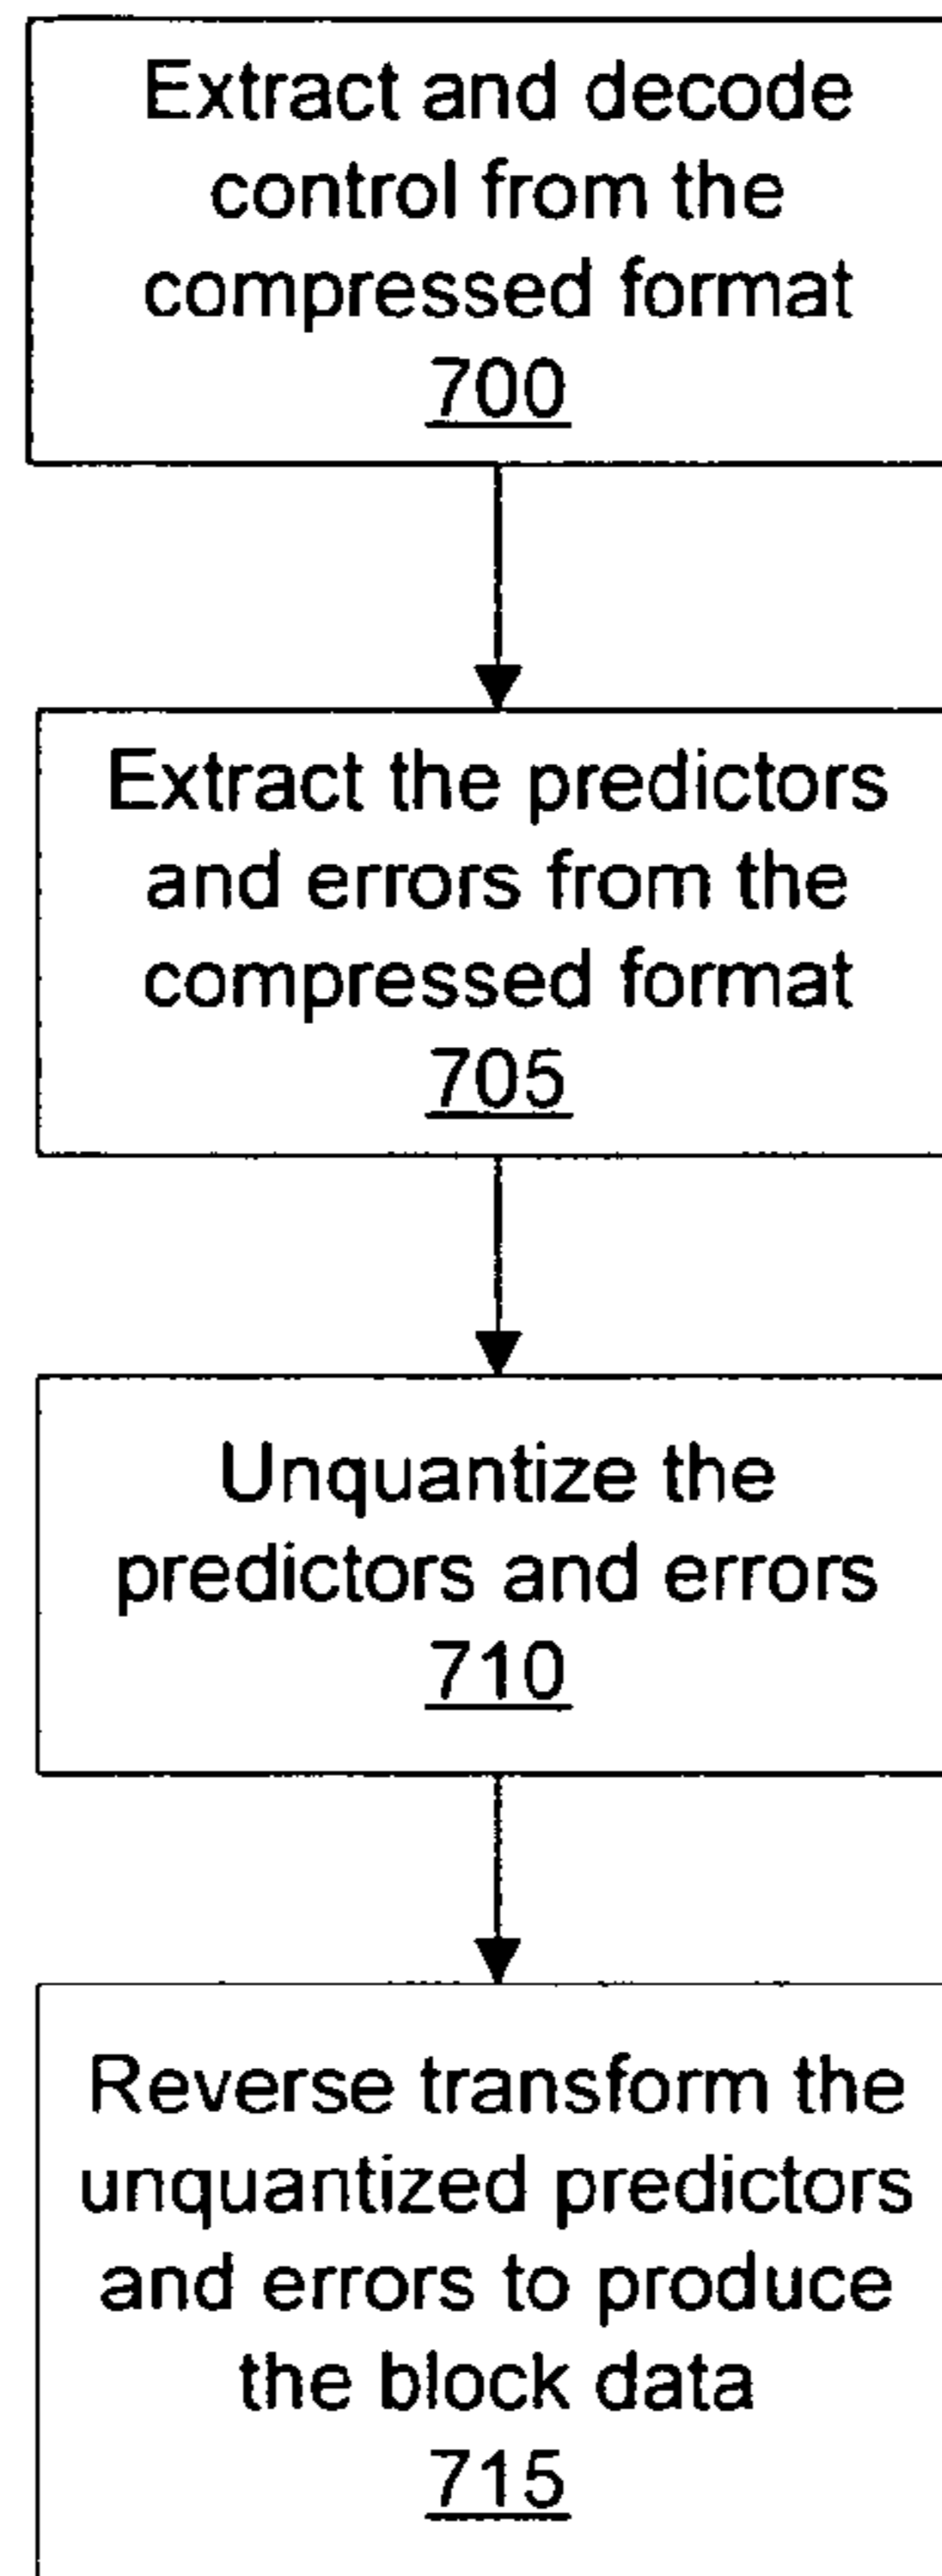 Extract and decode
control from the
compressed format
700
Extract the predictors
and errors from the
compressed format
705
Unquantize the
predictors and errors
710
Reverse transform the
unquantized predictors
and errors to produce
the block data
715